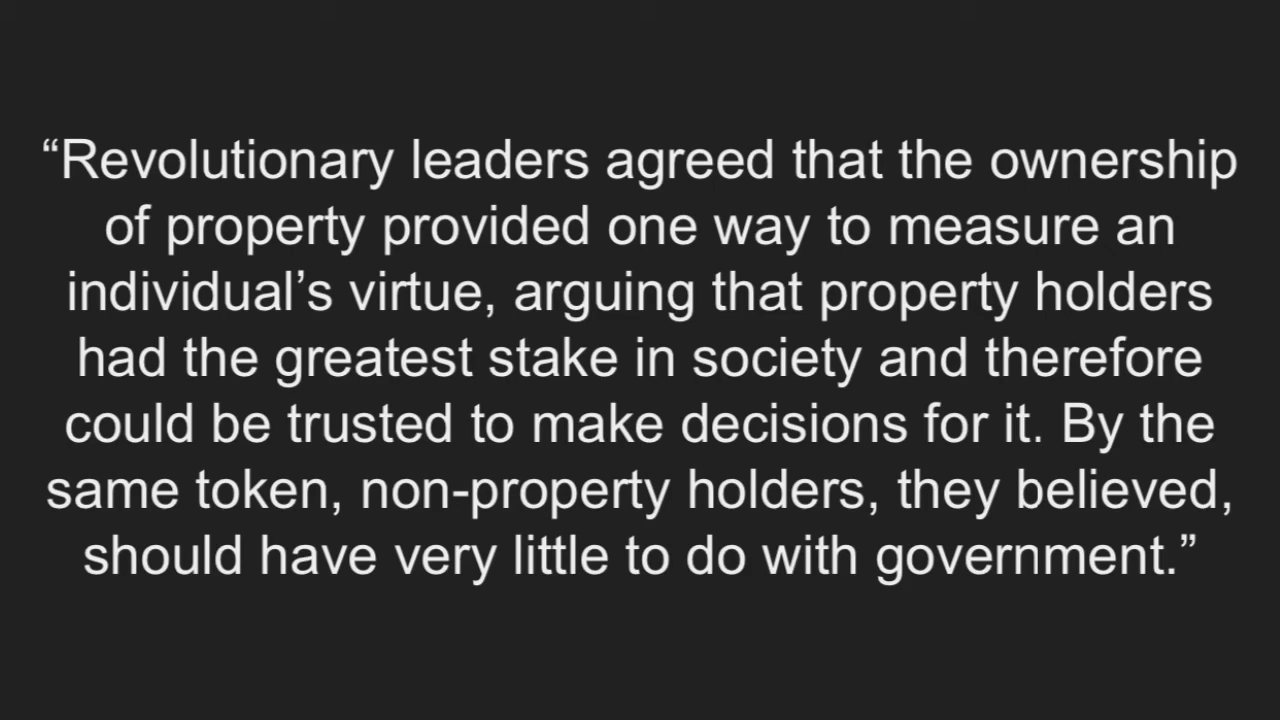 “Revolutionary leaders agreed that the ownership
of property provided one way to measure an
individual’s virtue, arguing that property holders
had the greatest stake in society and therefore
could be trusted to make decisions for it. By the
same token, non-property holders, they believed,
should have very little to do with government.”